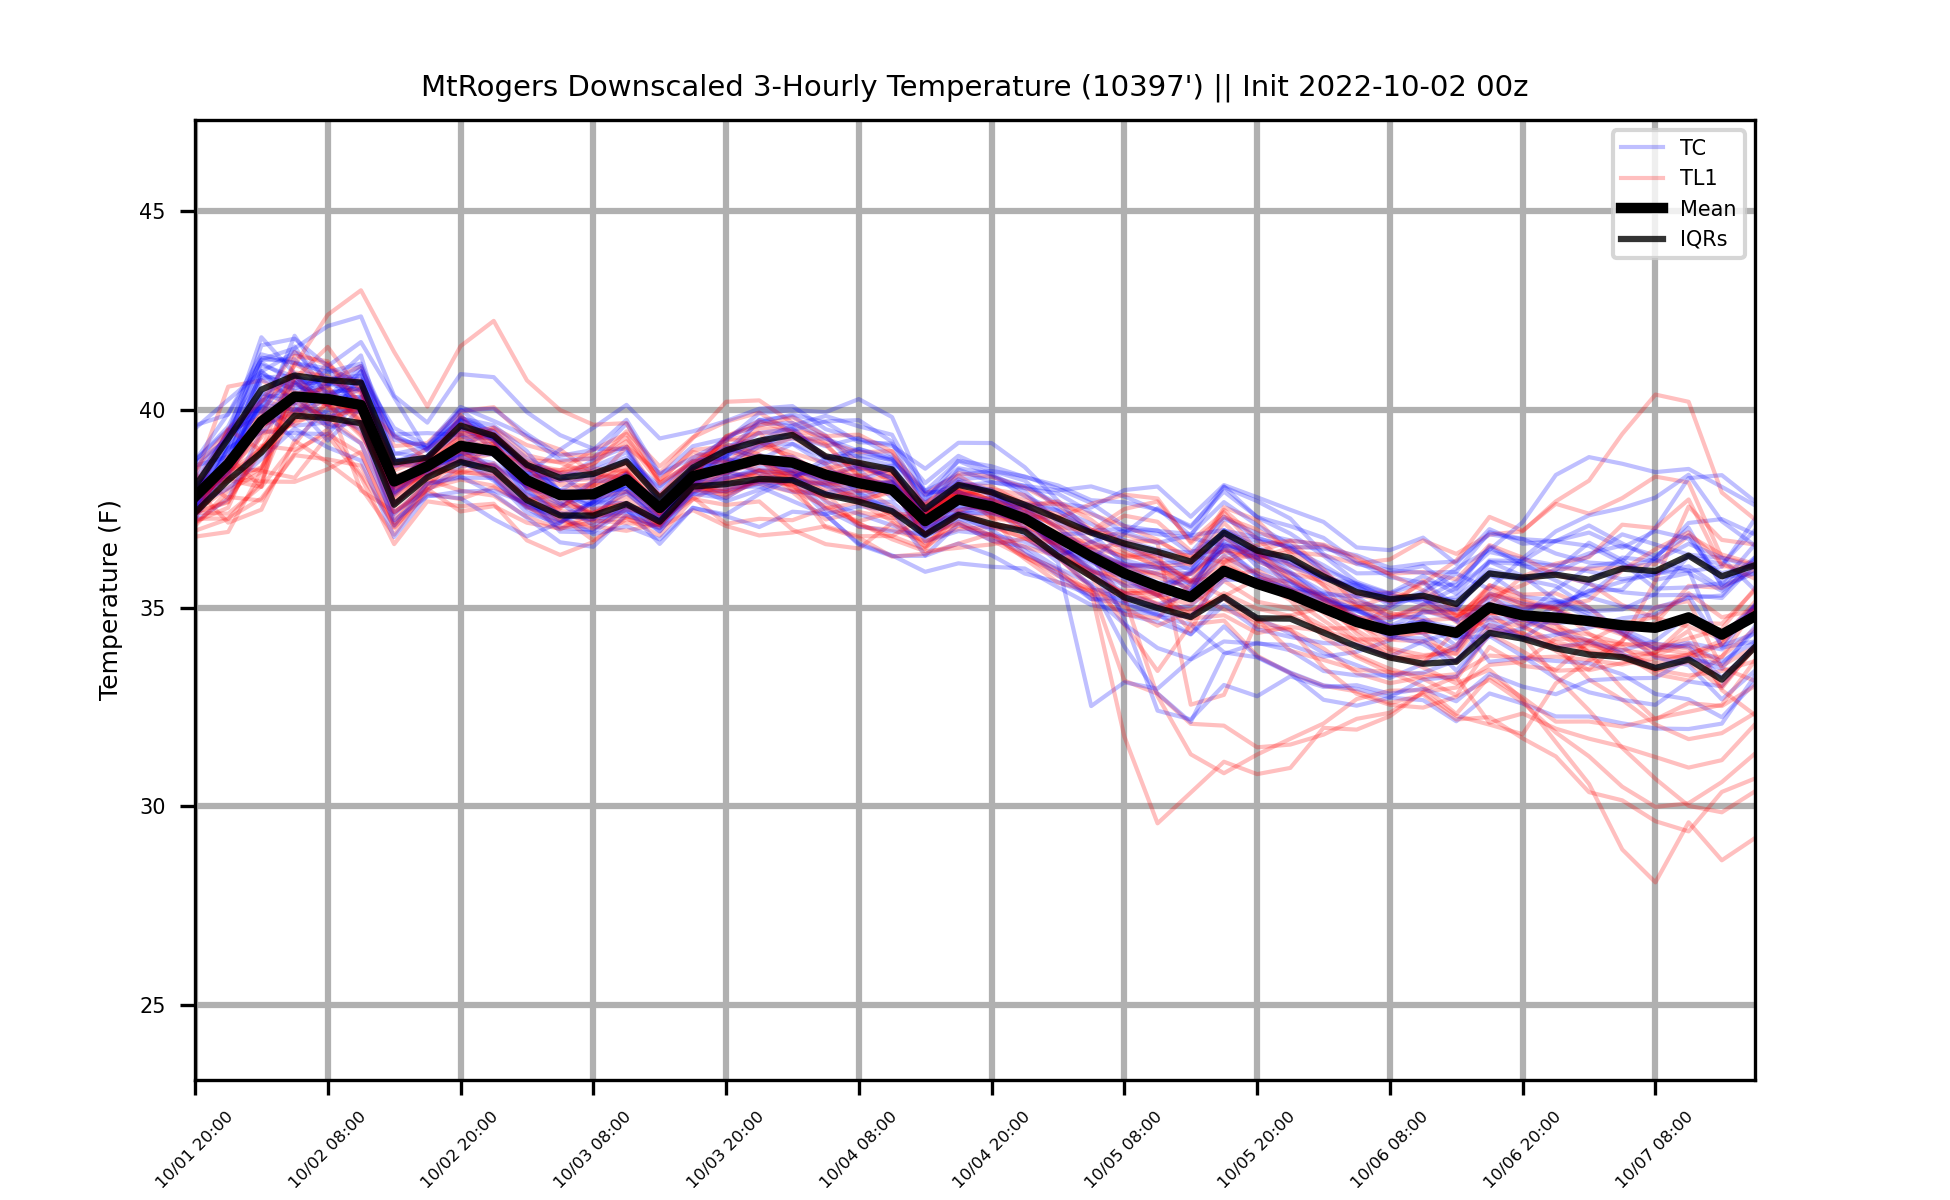 MtRogers Downscaled 3-Hourly Temperature (10397') || Init 2022-10-02 00z
TC
TL1
Mean
IQRs
Temperature (F)
45
40
35
30
25
10/01 20:00
10/02 08:00
10/02 20:00
10/03 08:00
10/03 20:00
10/04 08:00
10/04 20:00
10/05 08:00
10/05 20:00
10/06 08:00
10/06 20:00
10/07 08:00